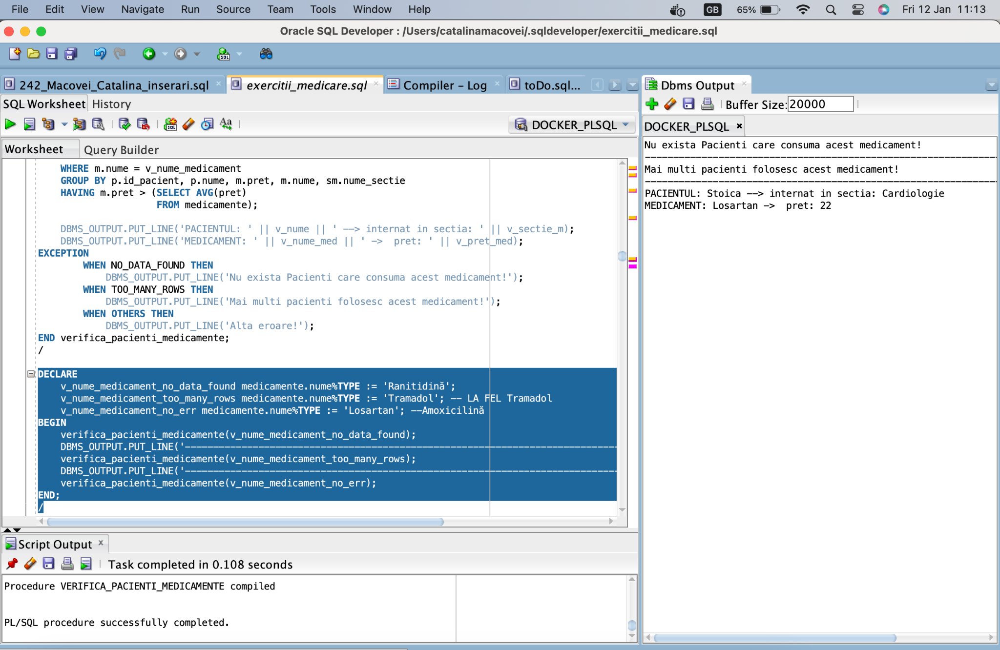 File Edit View Navigate Run Source Team Tools Window Help GB 65% Fri 12 Jan 11:13
Oracle SQL Developer : /Users/catalinamacovei/.sqldeveloper/exercitii_medicare.sql
242_Macovei_Catalina_inserari.sql exercitii_medicare.sql Compiler - Log toDo.sql...
SQL Worksheet History
DOCKER_PLSQL
Worksheet Query Builder
WHERE m.nume = v_nume_medicament
GROUP BY p.id_pacient, p.nume, m.pret, m.nume, sm.nume_sectie
HAVING m.pret > (SELECT AVG(pret)
FROM medicamente);
DBMS_OUTPUT.PUT_LINE('PACIENTUL: ' || v_nume || ' --> internat in sectia: ' || v_sectie_m);
DBMS_OUTPUT.PUT_LINE('MEDICAMENT: ' || v_nume_med || ' ->  pret: ' || v_pret_med);
EXCEPTION
WHEN NO_DATA_FOUND THEN
DBMS_OUTPUT.PUT_LINE('Nu exista Pacienti care consuma acest medicament!');
WHEN TOO_MANY_ROWS THEN
DBMS_OUTPUT.PUT_LINE('Mai multi pacienti folosesc acest medicament!');
WHEN OTHERS THEN
DBMS_OUTPUT.PUT_LINE('Alta eroare!');
END verifica_pacienti_medicamente;
/
DECLARE
v_nume_medicament_no_data_found medicamente.nume%TYPE := 'Ranitidină';
v_nume_medicament_too_many_rows medicamente.nume%TYPE := 'Tramadol'; -- LA FEL Tramadol
v_nume_medicament_no_err medicamente.nume%TYPE := 'Losartan'; --Amoxicilină
BEGIN
verifica_pacienti_medicamente(v_nume_medicament_no_data_found);
DBMS_OUTPUT.PUT_LINE('----------------------------------------------------------------------------
verifica_pacienti_medicamente(v_nume_medicament_too_many_rows);
DBMS_OUTPUT.PUT_LINE('----------------------------------------------------------------------------
verifica_pacienti_medicamente(v_nume_medicament_no_err);
END;
/
Script Output
Task completed in 0.108 seconds
Procedure VERIFICA_PACIENTI_MEDICAMENTE compiled
PL/SQL procedure successfully completed.
Dbms Output
Buffer Size: 20000
DOCKER_PLSQL
Nu exista Pacienti care consuma acest medicament!
--------------------------------------------------------------
Mai multi pacienti folosesc acest medicament!
--------------------------------------------------------------
PACIENTUL: Stoica --> internat in sectia: Cardiologie
MEDICAMENT: Losartan ->  pret: 22